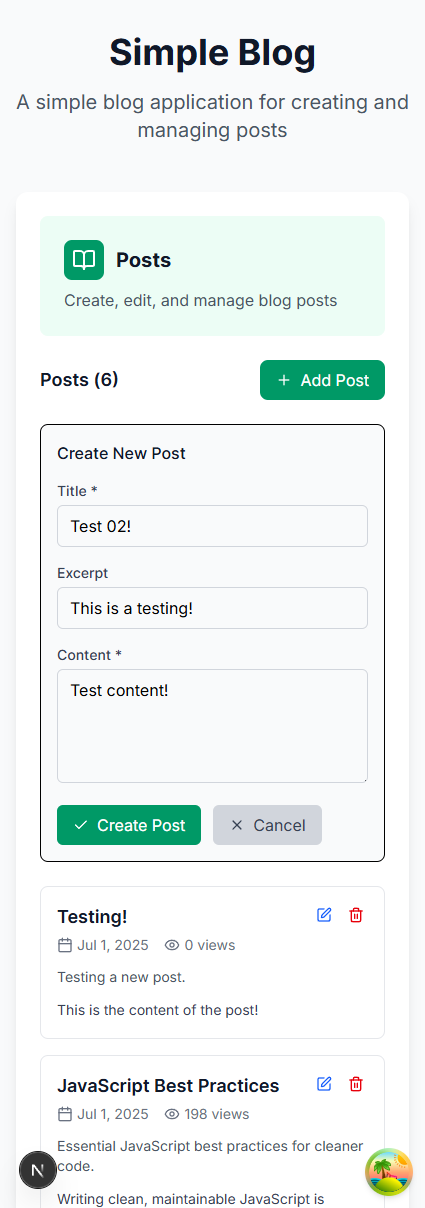 Simple Blog
A simple blog application for creating and
managing posts
Posts
Create, edit, and manage blog posts
Posts (6)
Add Post
Create New Post
Title *
Test 02!
Excerpt
This is a testing!
Content *
Test content!
Create Post
Cancel
Testing!
Jul 1, 2025
0 views
Testing a new post.
This is the content of the post!
JavaScript Best Practices
Jul 1, 2025
198 views
Essential JavaScript best practices for cleaner
code.
Writing clean, maintainable JavaScript is
N